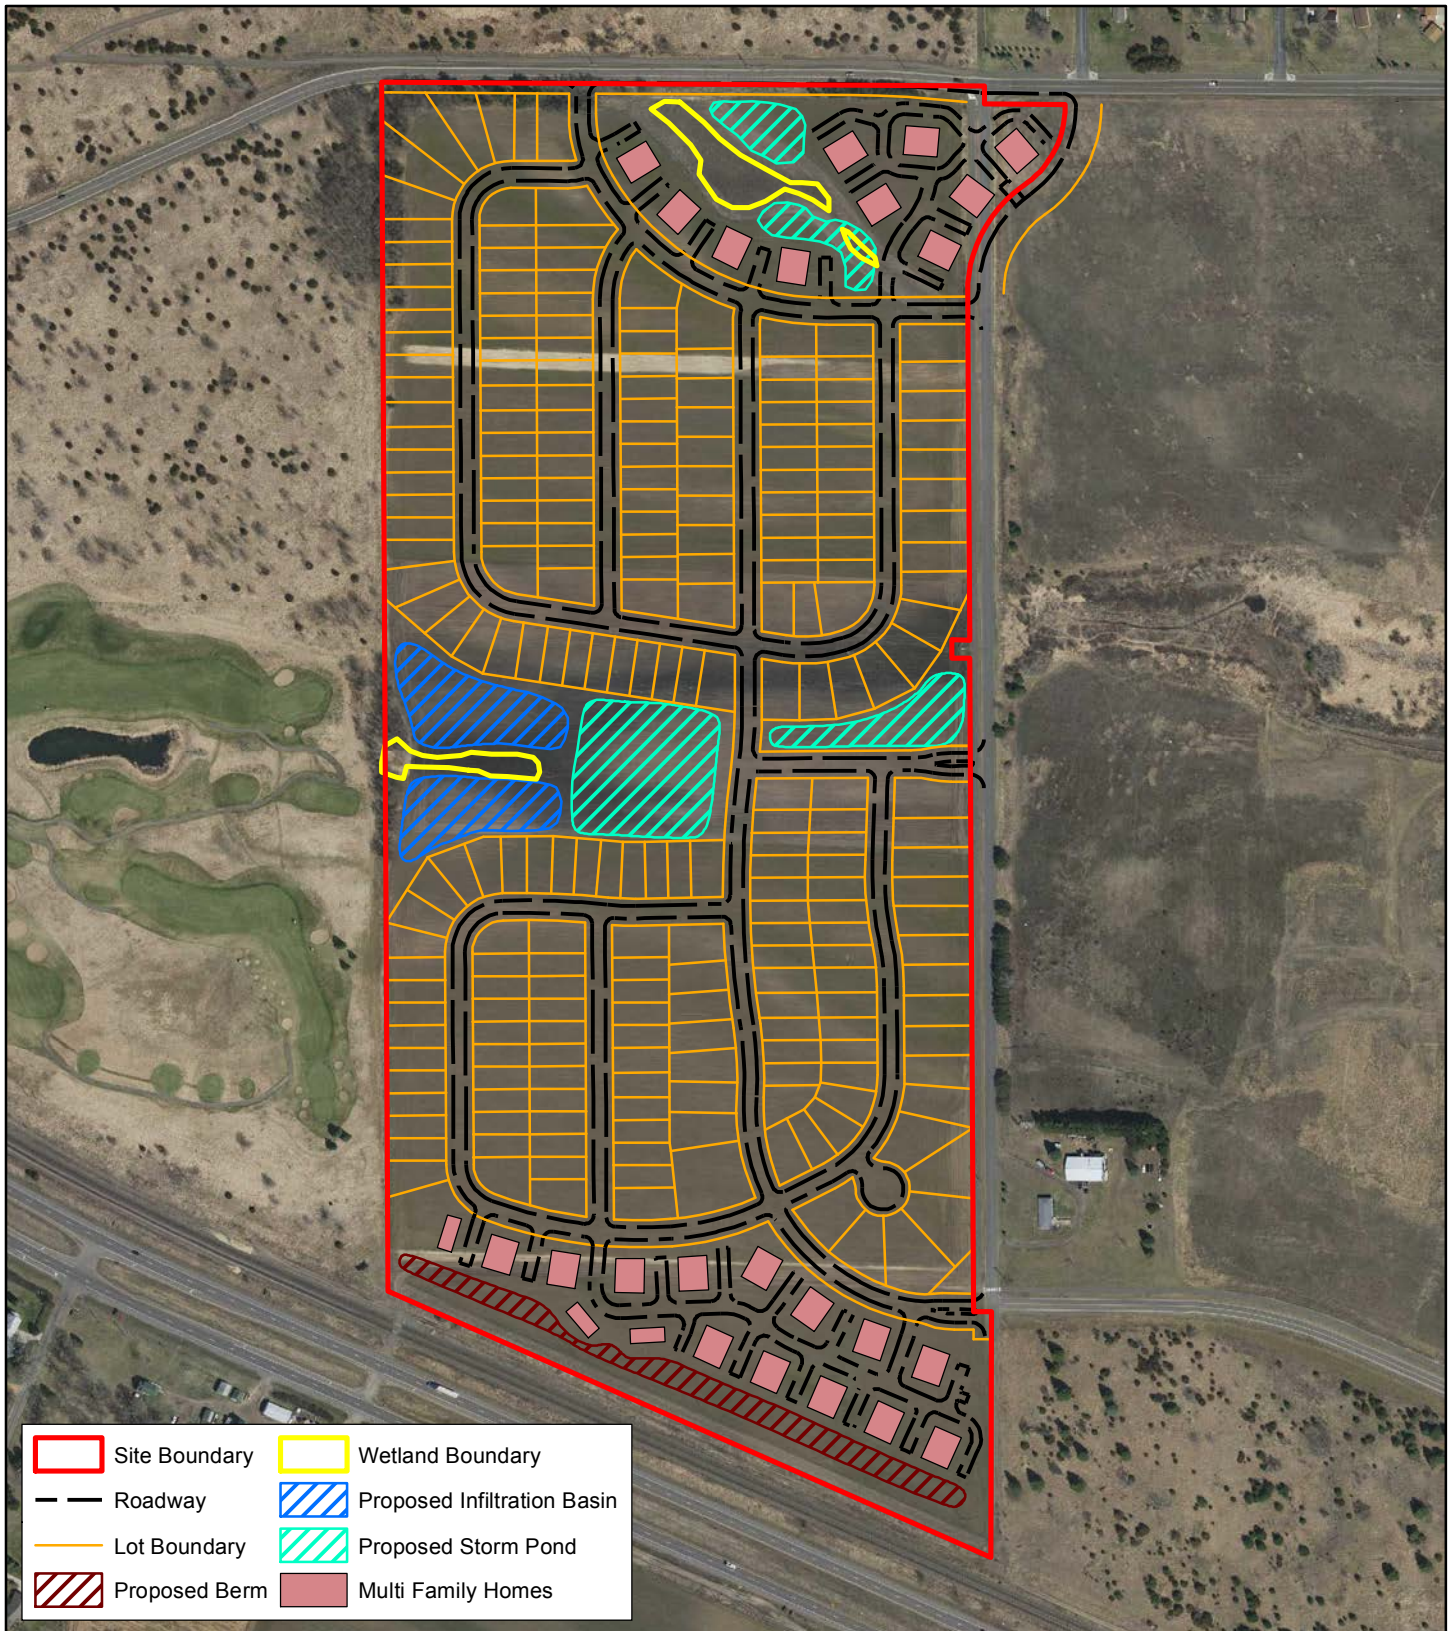 Site Boundary
Wetland Boundary
Roadway
Proposed Infiltration Basin
Lot Boundary
Proposed Storm Pond
Proposed Berm
Multi Family Homes